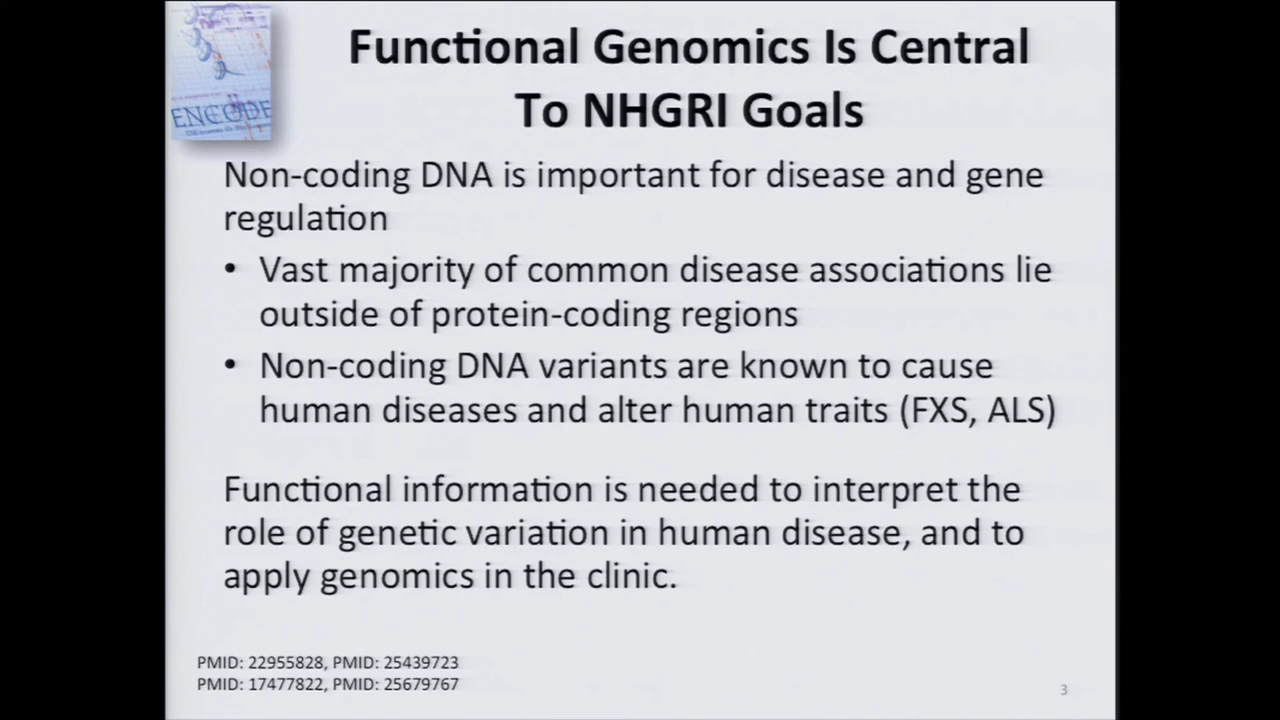 Functional Genomics Is Central
To NHGRI Goals
ENCODE
Non-coding DNA is important for disease and gene
regulation
• Vast majority of common disease associations lie
outside of protein-coding regions
• Non-coding DNA variants are known to cause
human diseases and alter human traits (FXS, ALS)
Functional information is needed to interpret the
role of genetic variation in human disease, and to
apply genomics in the clinic.
PMID: 22955828, PMID: 25439723
PMID: 17477822, PMID: 25679767
3